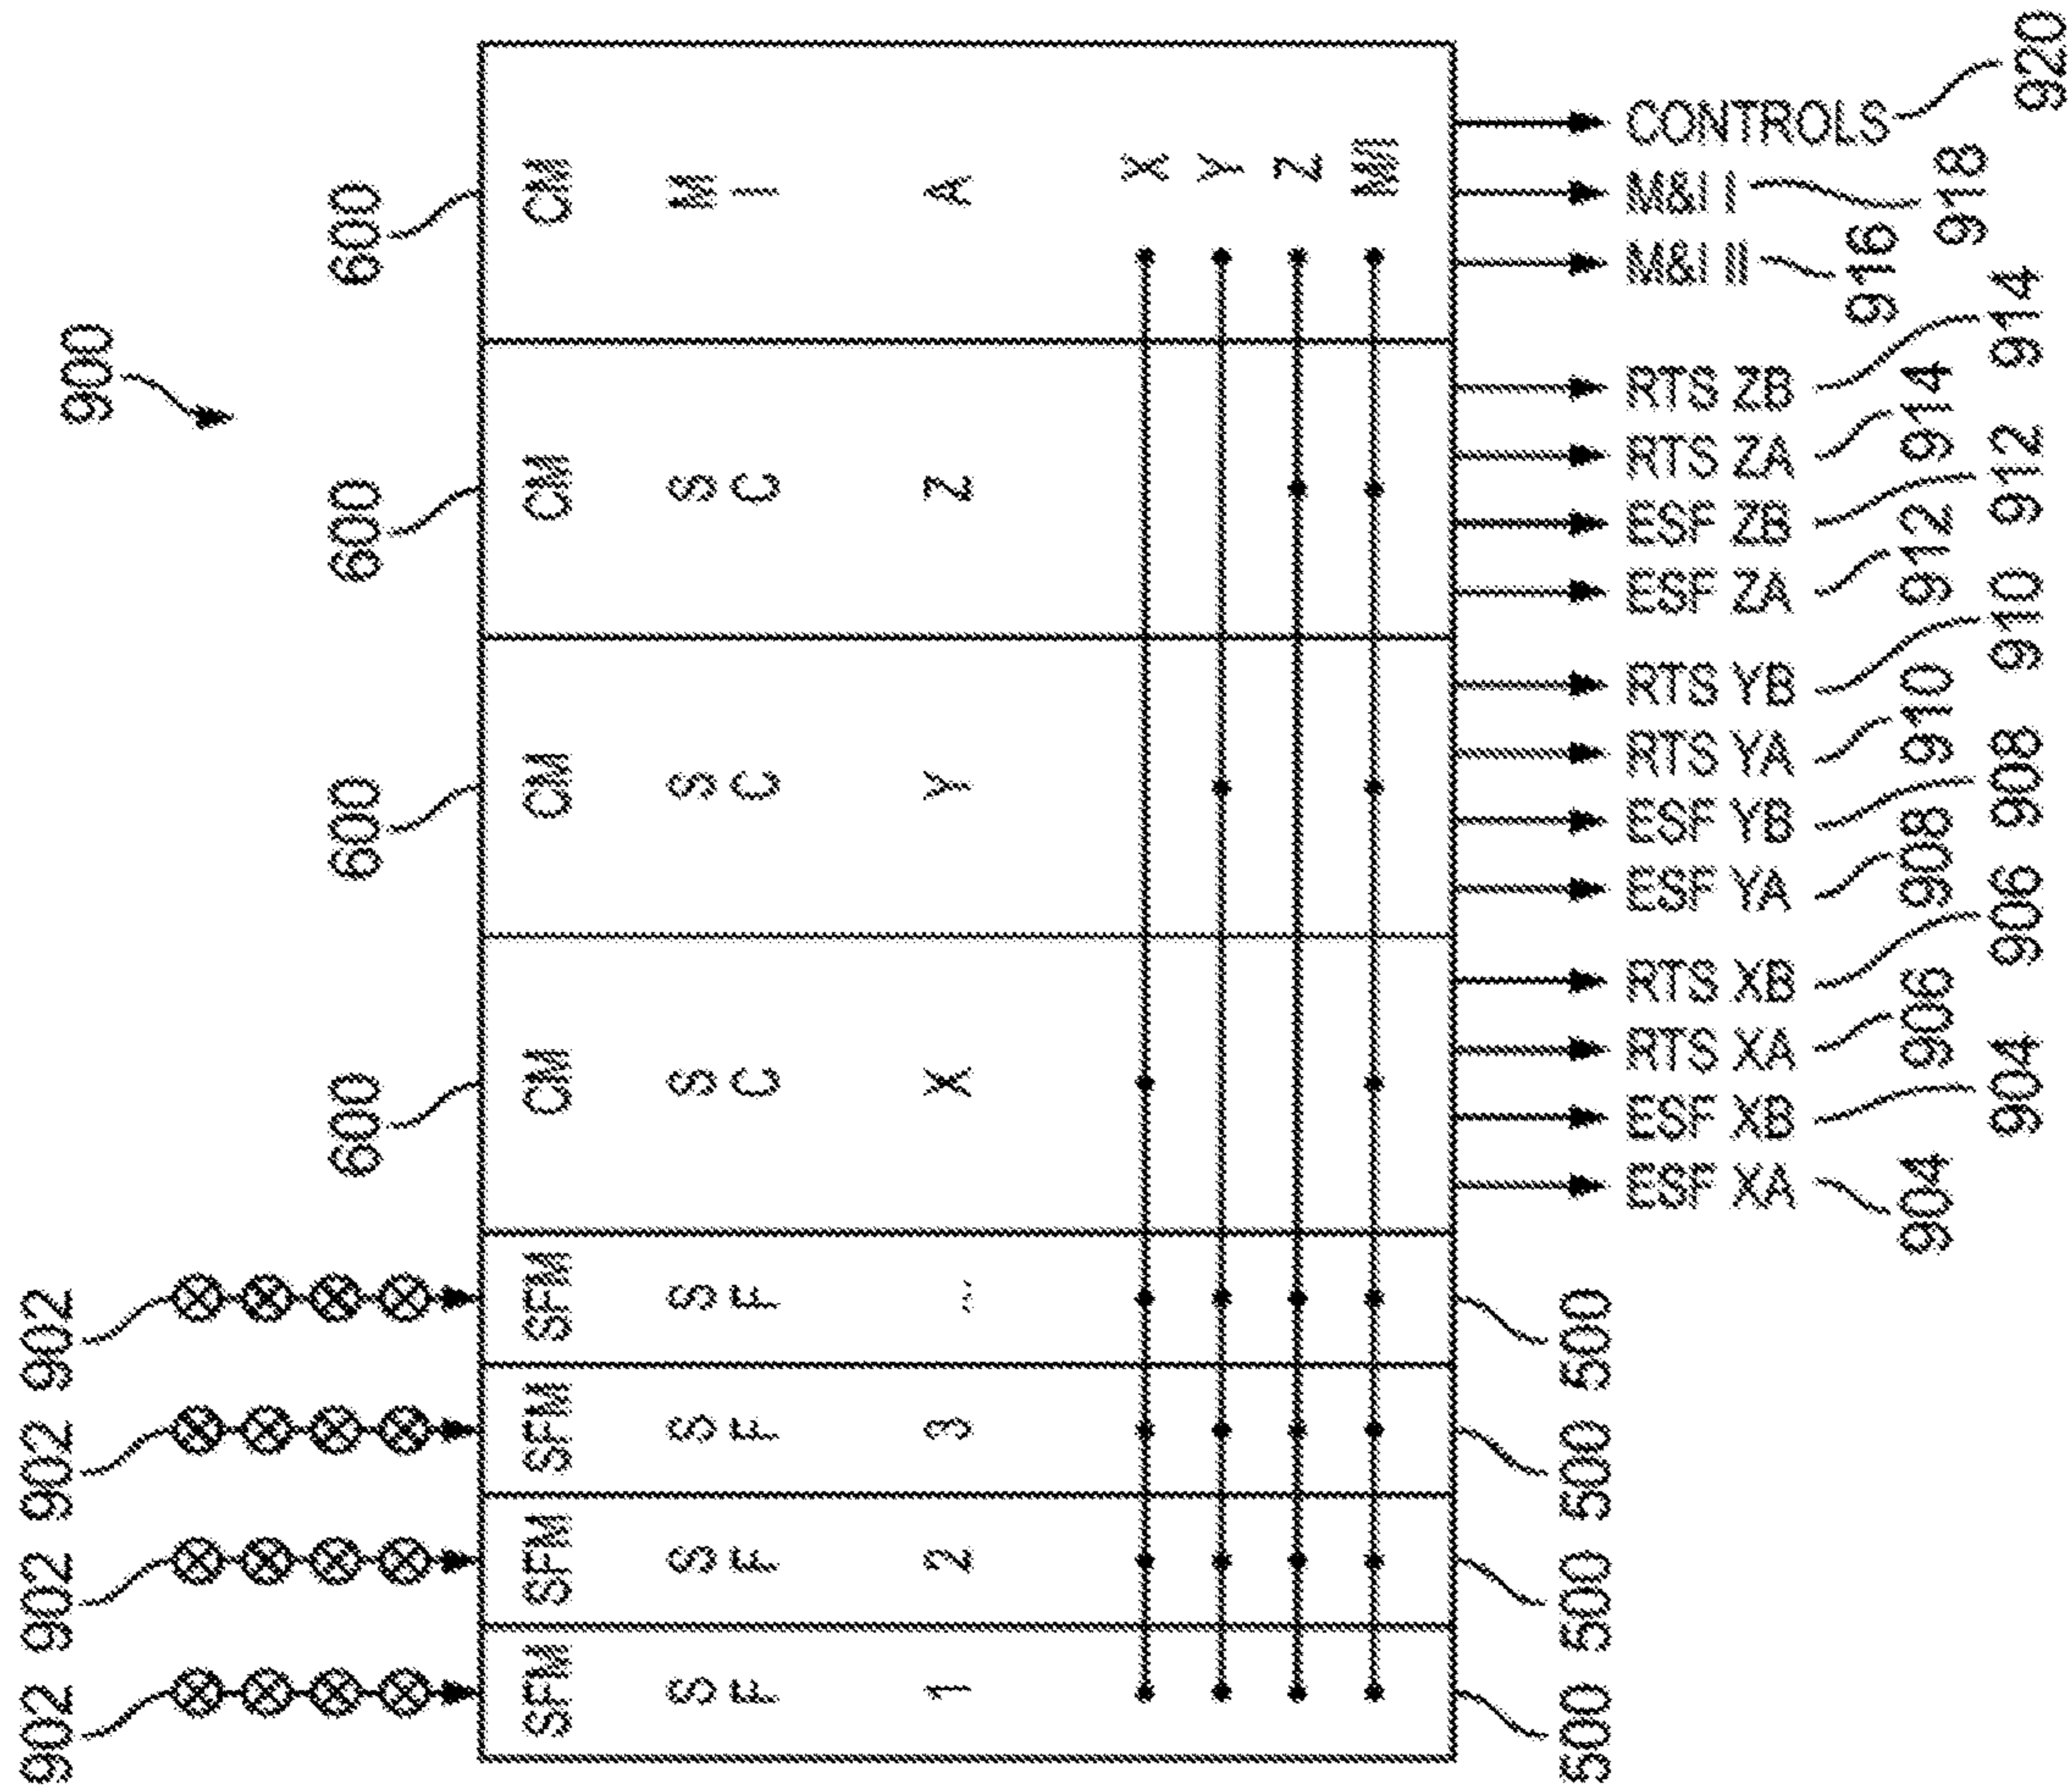 902 902 902 902
900
600 600 600 600
SFM SFM SFM SFM CM CM CM CM
S S S S S S S M
F F F F C C C I
1 2 3 ... X Y Z A
X
Y
Z
M/I
500 500 500 500
ESF XA
ESF XB
RTS XA
RTS XB
ESF YA
ESF YB
RTS YA
RTS YB
ESF ZA
ESF ZB
RTS ZA
RTS ZB
M&I II
M&I I
CONTROLS
904 904 906 906 908 908 910 910 912 912 914 914 916 918 920